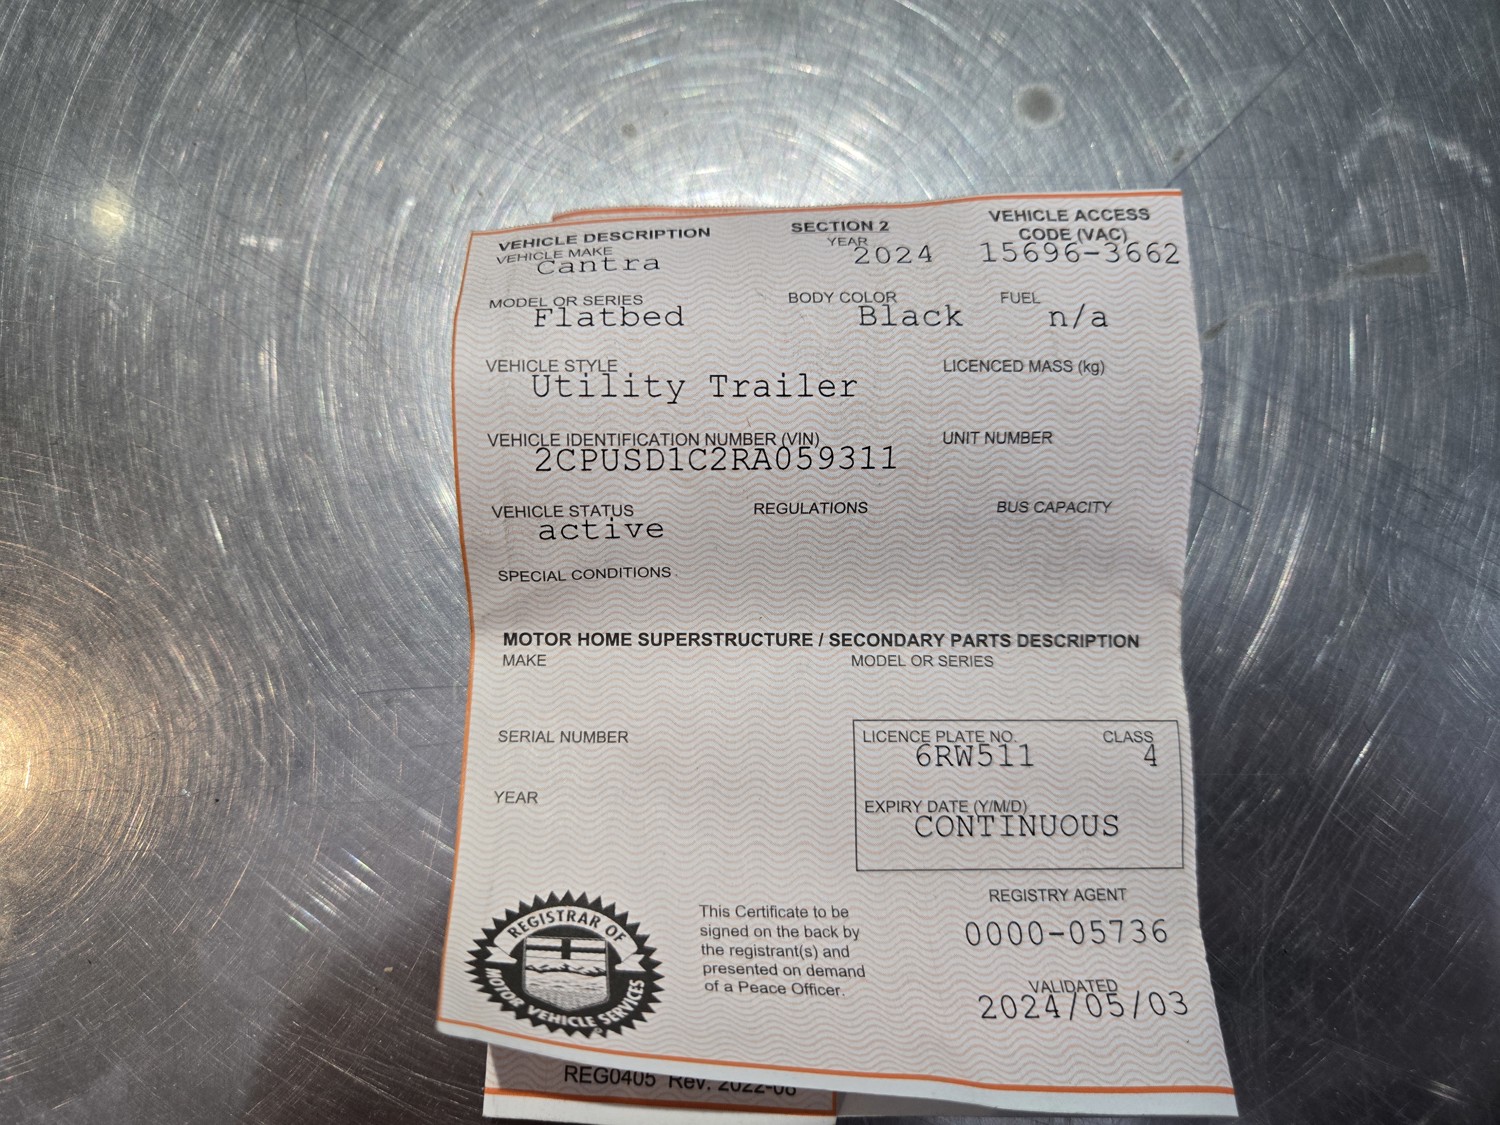 VEHICLE DESCRIPTION SECTION 2 VEHICLE ACCESS CODE (VAC)
VEHICLE MAKE YEAR
Cantra 2024 15696-3662
MODEL OR SERIES BODY COLOR FUEL
Flatbed Black n/a
VEHICLE STYLE LICENCED MASS (kg)
Utility Trailer
VEHICLE IDENTIFICATION NUMBER (VIN) UNIT NUMBER
2CPUSD1C2RA059311
VEHICLE STATUS REGULATIONS BUS CAPACITY
active
SPECIAL CONDITIONS
MOTOR HOME SUPERSTRUCTURE / SECONDARY PARTS DESCRIPTION
MAKE MODEL OR SERIES
SERIAL NUMBER LICENCE PLATE NO. CLASS
6RW511 4
YEAR EXPIRY DATE (Y/M/D)
CONTINUOUS
REGISTRY AGENT
0000-05736
VALIDATED
2024/05/03
This Certificate to be
signed on the back by
the registrant(s) and
presented on demand
of a Peace Officer.
REGISTRAR OF
MOTOR VEHICLE SERVICES
REG0405 Rev. 2022-08